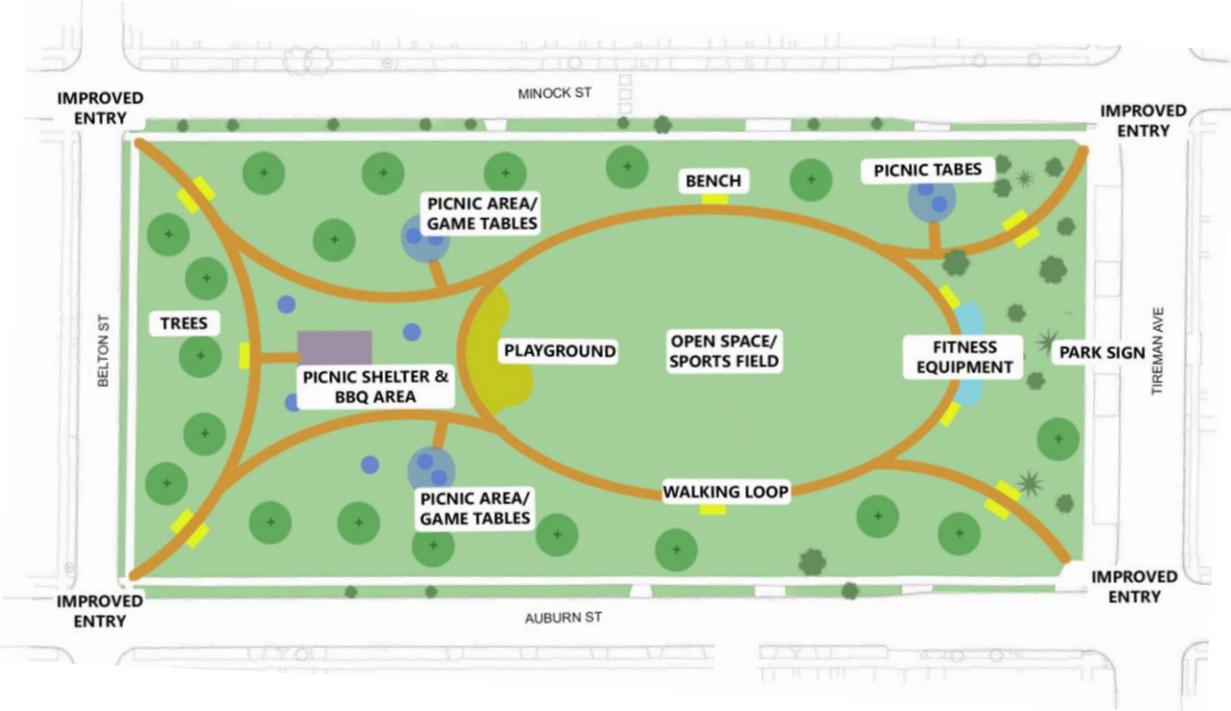 MINOCK ST
IMPROVED
ENTRY
IMPROVED
ENTRY
PICNIC TABES
BENCH
PICNIC AREA/
GAME TABLES
TREES
BELTON ST
PLAYGROUND
OPEN SPACE/
SPORTS FIELD
FITNESS
EQUIPMENT
PARK SIGN
TIREMAN AVE
PICNIC SHELTER &
BBQ AREA
WALKING LOOP
PICNIC AREA/
GAME TABLES
IMPROVED
ENTRY
IMPROVED
ENTRY
AUBURN ST